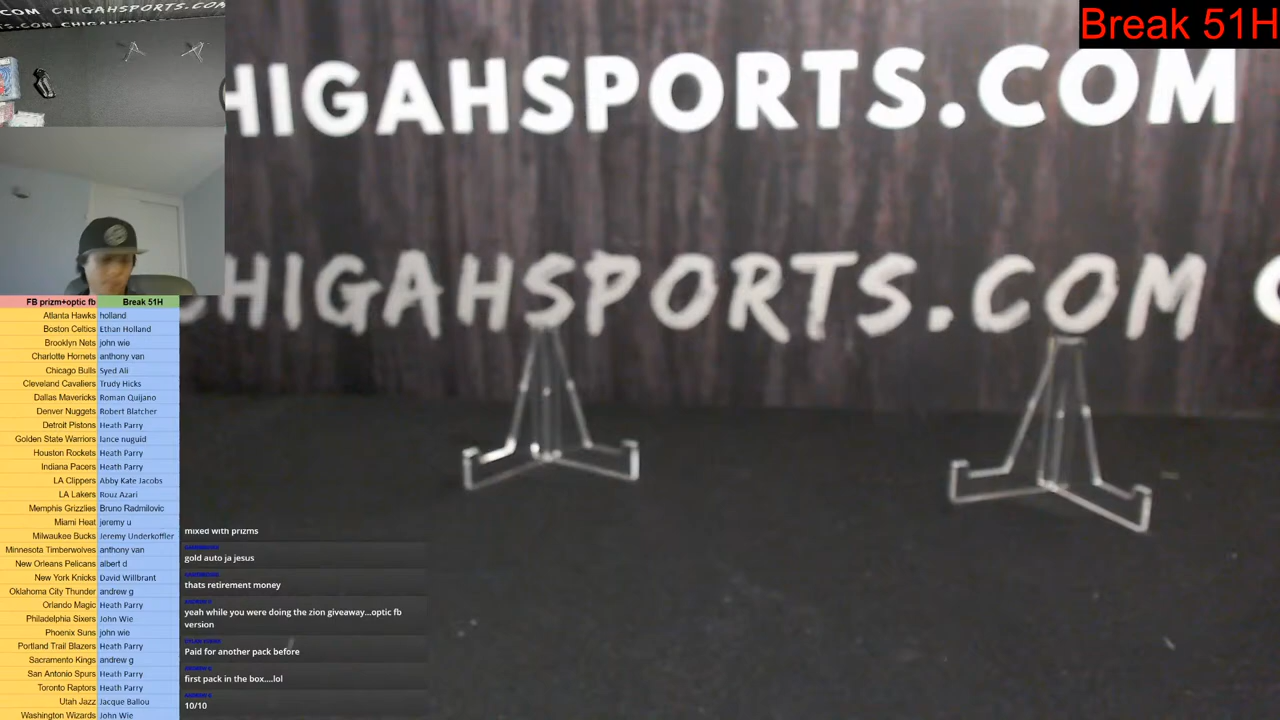 CHIGAHSPORTS
TS.COM CHIGAHSPORTS.COM
Break 51H
HIGAHSPORTS.COM
CHIGAHSPORTS.COM C
FB prizm+optic fb Break 51H
Atlanta Hawks holland
Boston Celtics Ethan Holland
Brooklyn Nets john wie
Charlotte Hornets anthony van
Chicago Bulls Syed Ali
Cleveland Cavaliers Trudy Hicks
Dallas Mavericks Roman Quijano
Denver Nuggets Robert Blatcher
Detroit Pistons Heath Parry
Golden State Warriors lance nuguid
Houston Rockets Heath Parry
Indiana Pacers Heath Parry
LA Clippers Abby Kate Jacobs
LA Lakers Rouz Azari
Memphis Grizzlies Bruno Radmilovic
Miami Heat jeremy u
Milwaukee Bucks Jeremy Underkoffler
Minnesota Timberwolves anthony van
New Orleans Pelicans albert d
New York Knicks David Willbrant
Oklahoma City Thunder andrew g
Orlando Magic Heath Parry
Philadelphia Sixers John Wie
Phoenix Suns john wie
Portland Trail Blazers Heath Parry
Sacramento Kings andrew g
San Antonio Spurs Heath Parry
Toronto Raptors Heath Parry
Utah Jazz Jacque Ballou
Washington Wizards John Wie
mixed with prizms
gold auto ja jesus
thats retirement money
yeah while you were doing the zion giveaway...optic fb
version
Paid for another pack before
first pack in the box....lol
10/10